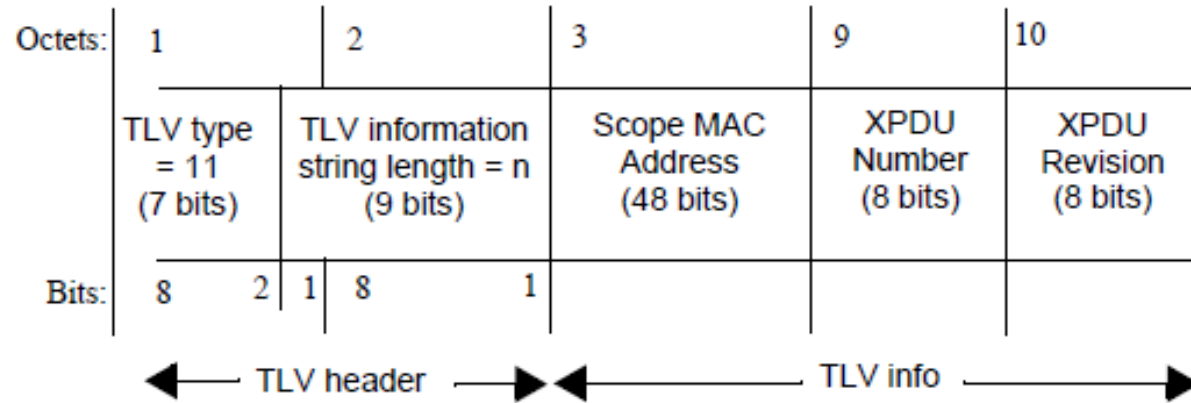 Octets: 1 2 3 9 10
TLV type TLV information Scope MAC XPDU XPDU
= 11 string length = n Address Number Revision
(7 bits) (9 bits) (48 bits) (8 bits) (8 bits)
Bits: 8 2 1 8 1
TLV header TLV info